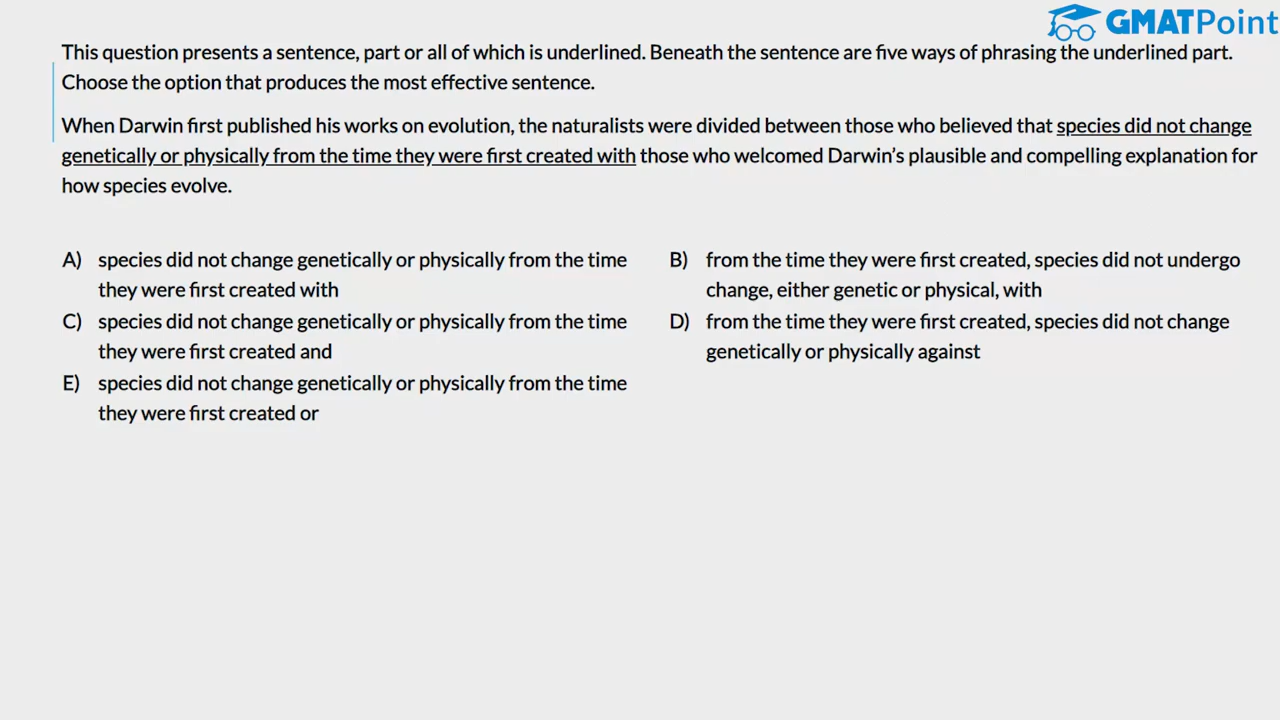 GMATPoint
This question presents a sentence, part or all of which is underlined. Beneath the sentence are five ways of phrasing the underlined part.
Choose the option that produces the most effective sentence.
When Darwin first published his works on evolution, the naturalists were divided between those who believed that species did not change
genetically or physically from the time they were first created with those who welcomed Darwin’s plausible and compelling explanation for
how species evolve.
A) species did not change genetically or physically from the time
they were first created with
B) from the time they were first created, species did not undergo
change, either genetic or physical, with
C) species did not change genetically or physically from the time
they were first created and
D) from the time they were first created, species did not change
genetically or physically against
E) species did not change genetically or physically from the time
they were first created or